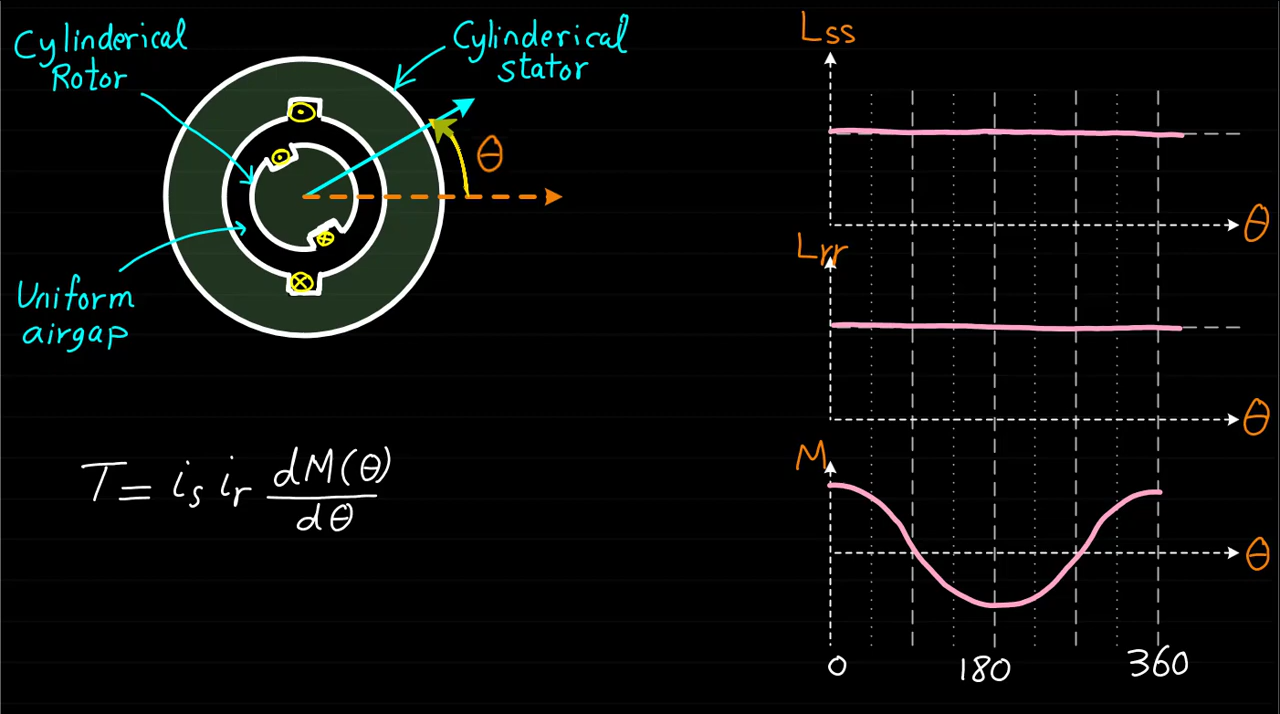 Cylinderical
Rotor
Cylinderical
stator
θ
Uniform
airgap
T = is ir dM(θ)/dθ
Lss
θ
Lrr
θ
M
θ
0 180 360